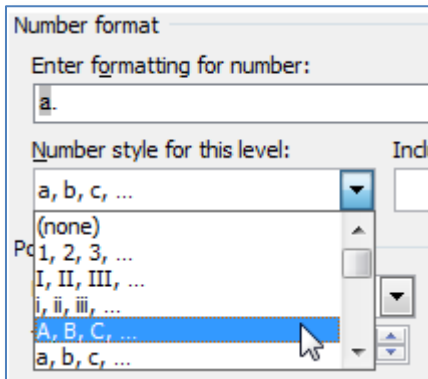 Number format
Enter formatting for number:
a.
Number style for this level:
a, b, c, ...
(none)
1, 2, 3, ...
I, II, III, ...
i, ii, iii, ...
A, B, C, ...
a, b, c, ...